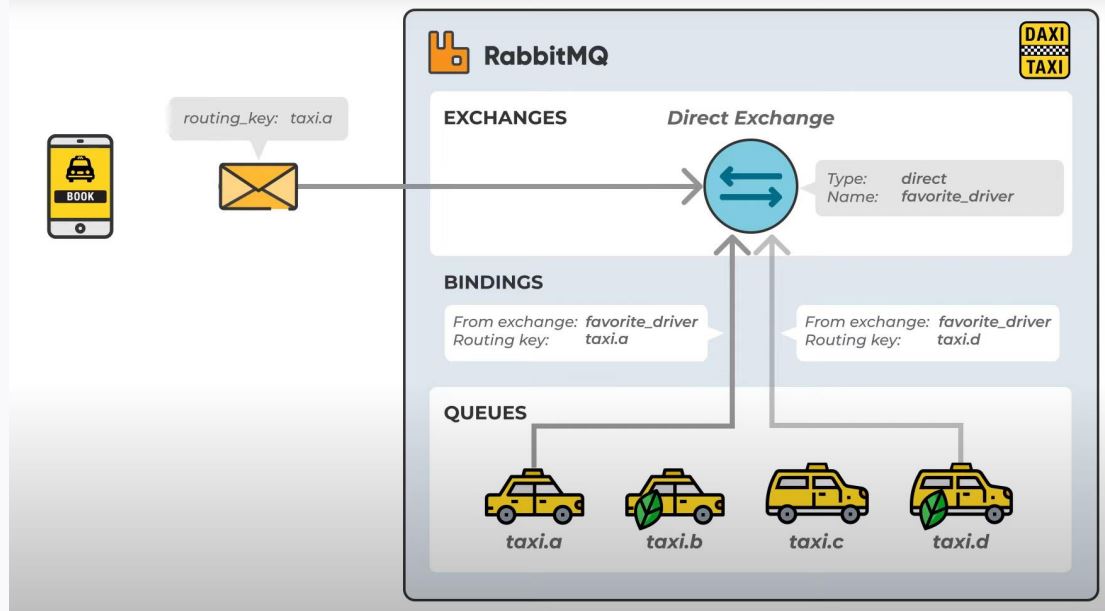 RabbitMQ
DAXI
TAXI
routing_key: taxi.a
BOOK
EXCHANGES
Direct Exchange
Type: direct
Name: favorite_driver
BINDINGS
From exchange: favorite_driver
Routing key: taxi.a
From exchange: favorite_driver
Routing key: taxi.d
QUEUES
taxi.a
taxi.b
taxi.c
taxi.d